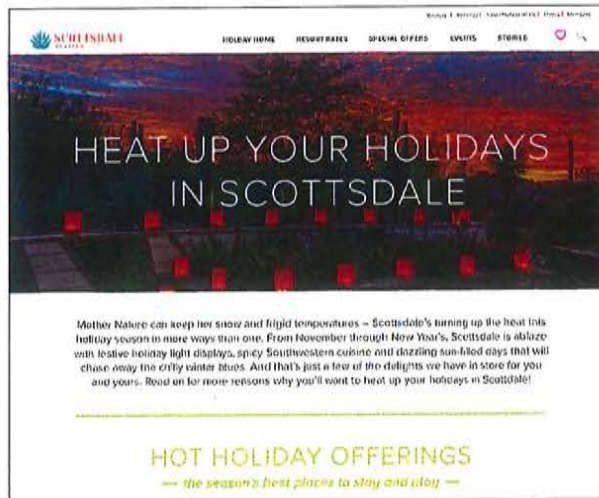 SCOTTSDALE
HOLIDAY HOME RESORT RATES SPECIAL OFFERS EVENTS STORIES
HEAT UP YOUR HOLIDAYS
IN SCOTTSDALE
Mother Nature can keep her snow and frigid temperatures – Scottsdale's turning up the heat this
holiday season in more ways than one. From November through New Year's, Scottsdale is ablaze
with festive holiday light displays, spicy Southwestern cuisine and dazzling sun-filled days that will
chase away the chilly winter blues. And that's just a few of the delights we have in store for you
and yours. Read on for more reasons why you'll want to heat up your holidays in Scottdale!
HOT HOLIDAY OFFERINGS
— the season's best places to stay and play —